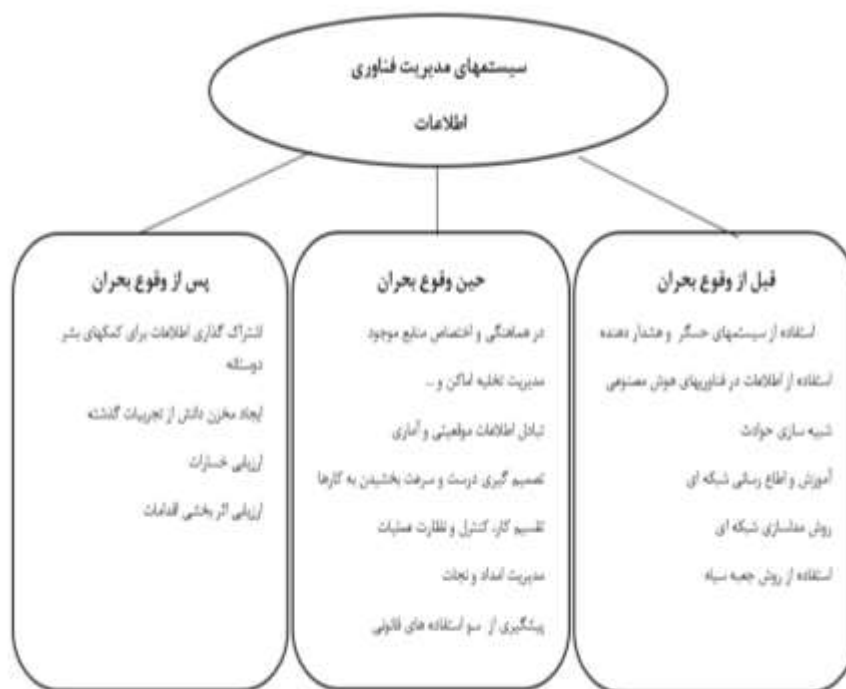 سیستمهای مدیریت فناوری
اطلاعات
قبل از وقوع بحران
استفاده از سیستمهای حسگر و هشدار دهنده
استفاده از اطلاعات در فناوریهای هوش مصنوعی
شبیه سازی حوادث
آموزش و اطلاع رسانی شبکه ای
روش مدلسازی شبکه ای
استفاده از روش جعبه سیاه
حین وقوع بحران
در هماهنگی و اختصاص منابع موجود
مدیریت تخلیه اماکن و ...
تبادل اطلاعات موقعیتی و آماری
تصمیم گیری درست و سرعت بخشیدن به کارها
تقسیم کار، کنترل و نظارت عملیات
مدیریت امداد و نجات
پیشگیری از سو استفاده های قانونی
پس از وقوع بحران
اشتراک گذاری اطلاعات برای کمکهای بشر
دوستانه
ایجاد مخزن دانش از تجربیات گذشته
ارزیابی خسارات
ارزیابی اثر بخشی اقدامات